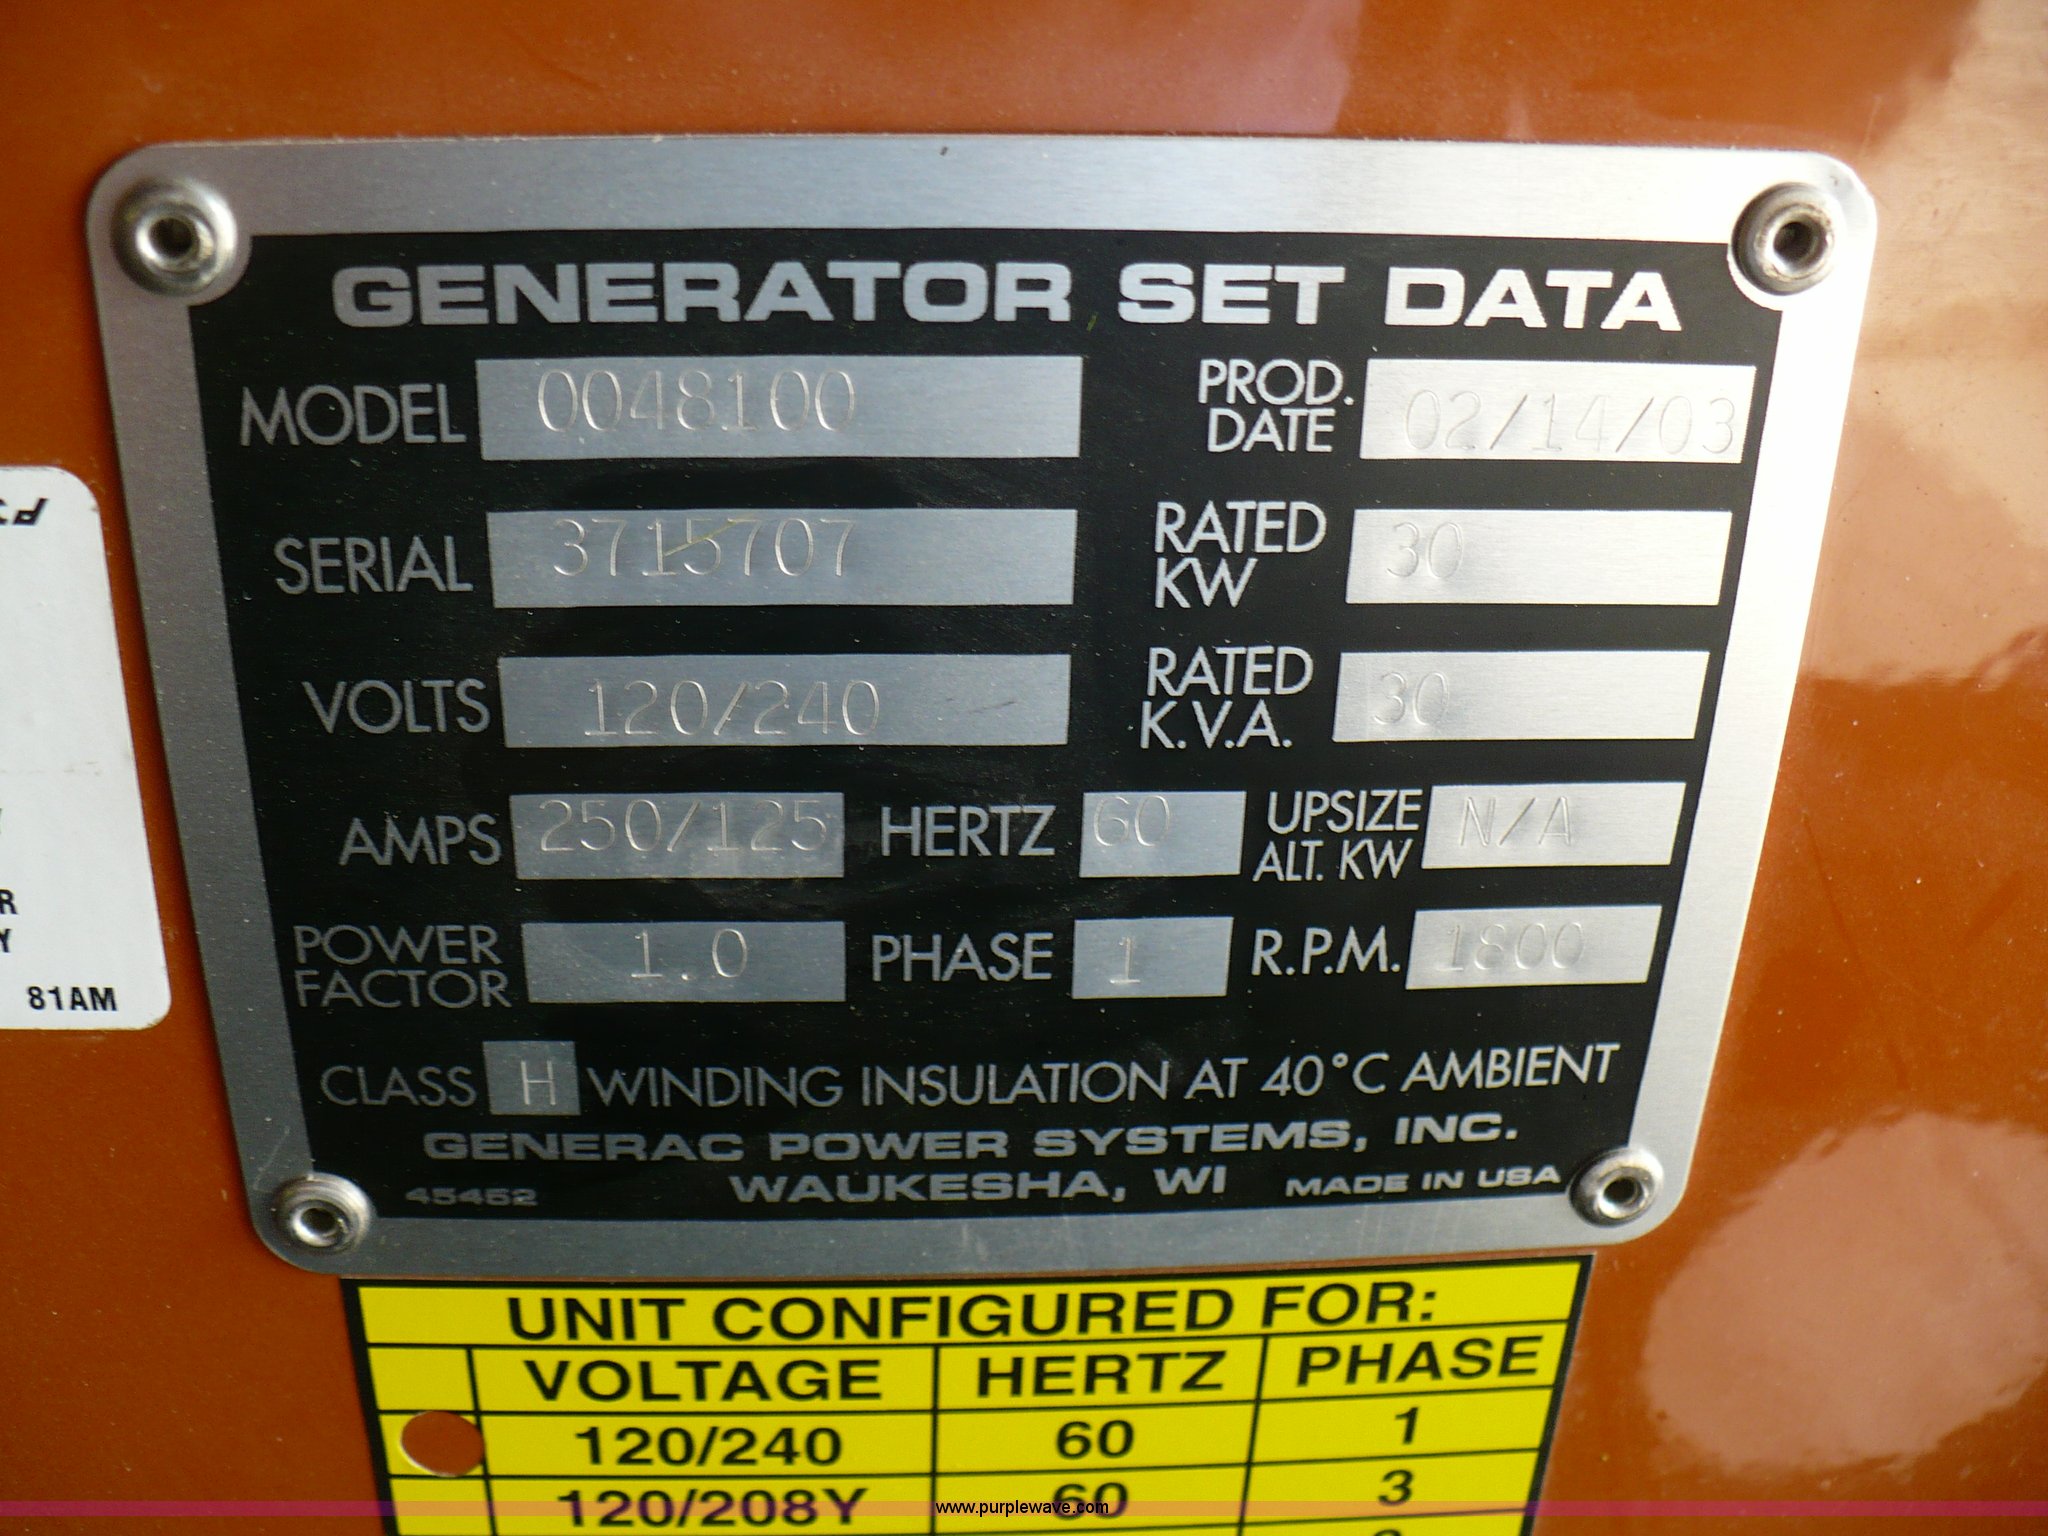 GENERATOR SET DATA
MODEL 0048100 PROD. DATE 02/14/03
SERIAL 3715707 RATED KW 30
VOLTS 120/240 RATED K.V.A. 30
AMPS 250/125 HERTZ 60 UPSIZE ALT. KW N/A
POWER FACTOR 1.0 PHASE 1 R.P.M. 1800
CLASS H WINDING INSULATION AT 40°C AMBIENT
GENERAC POWER SYSTEMS, INC.
45452 WAUKESHA, WI MADE IN USA
R
Y
81AM
UNIT CONFIGURED FOR:
VOLTAGE HERTZ PHASE
120/240 60 1
120/208Y 60 3
www.purplewave.com